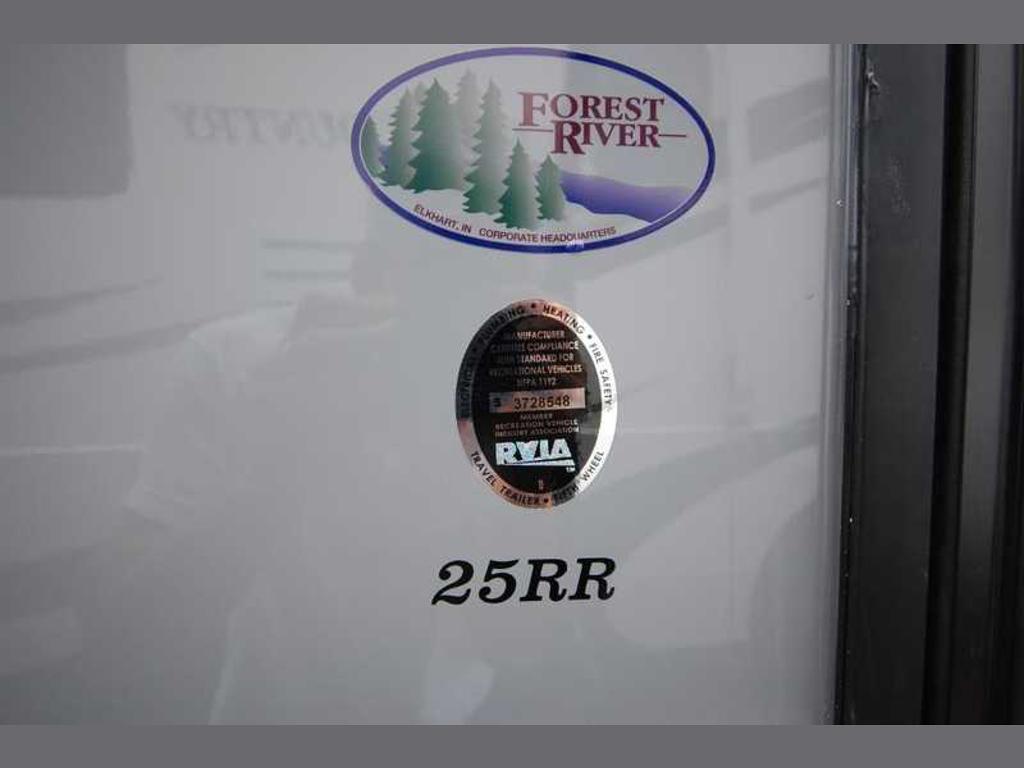 FOREST
RIVER
ELKHART, IN CORPORATE HEADQUARTERS
PLUMBING • HEATING • FIRE SAFETY
MANUFACTURER
CERTIFIES COMPLIANCE
WITH STANDARD FOR
RECREATIONAL VEHICLES
NFPA 1192
3728548
MEMBER
RECREATION VEHICLE
INDUSTRY ASSOCIATION
RVIA
TRAVEL TRAILER • FIFTH WHEEL
25RR